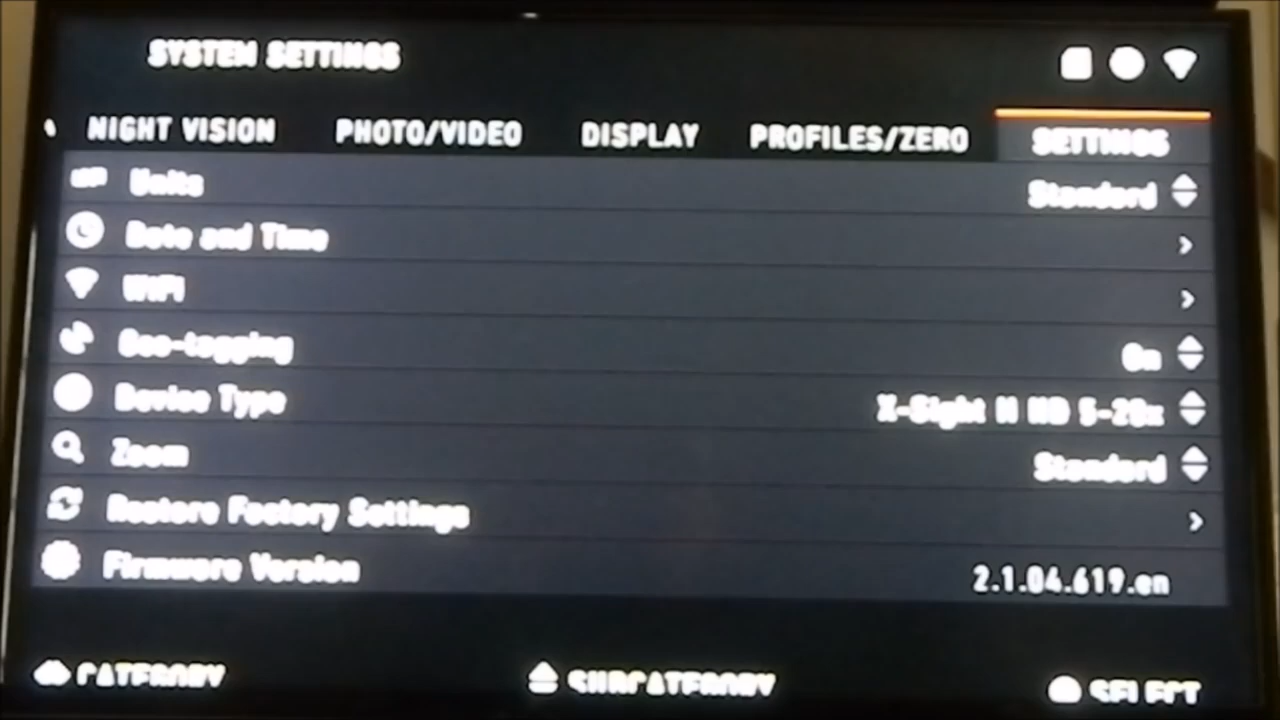 SYSTEM SETTINGS
NIGHT VISION PHOTO/VIDEO DISPLAY PROFILES/ZERO SETTINGS
Units Standard
Date and Time
WiFi
Geo-tagging On
Device Type X-Sight II HD 5-20x
Zoom Standard
Restore Factory Settings
Firmware Version 2.1.04.619.en
CATEGORY SUBCATEGORY SELECT